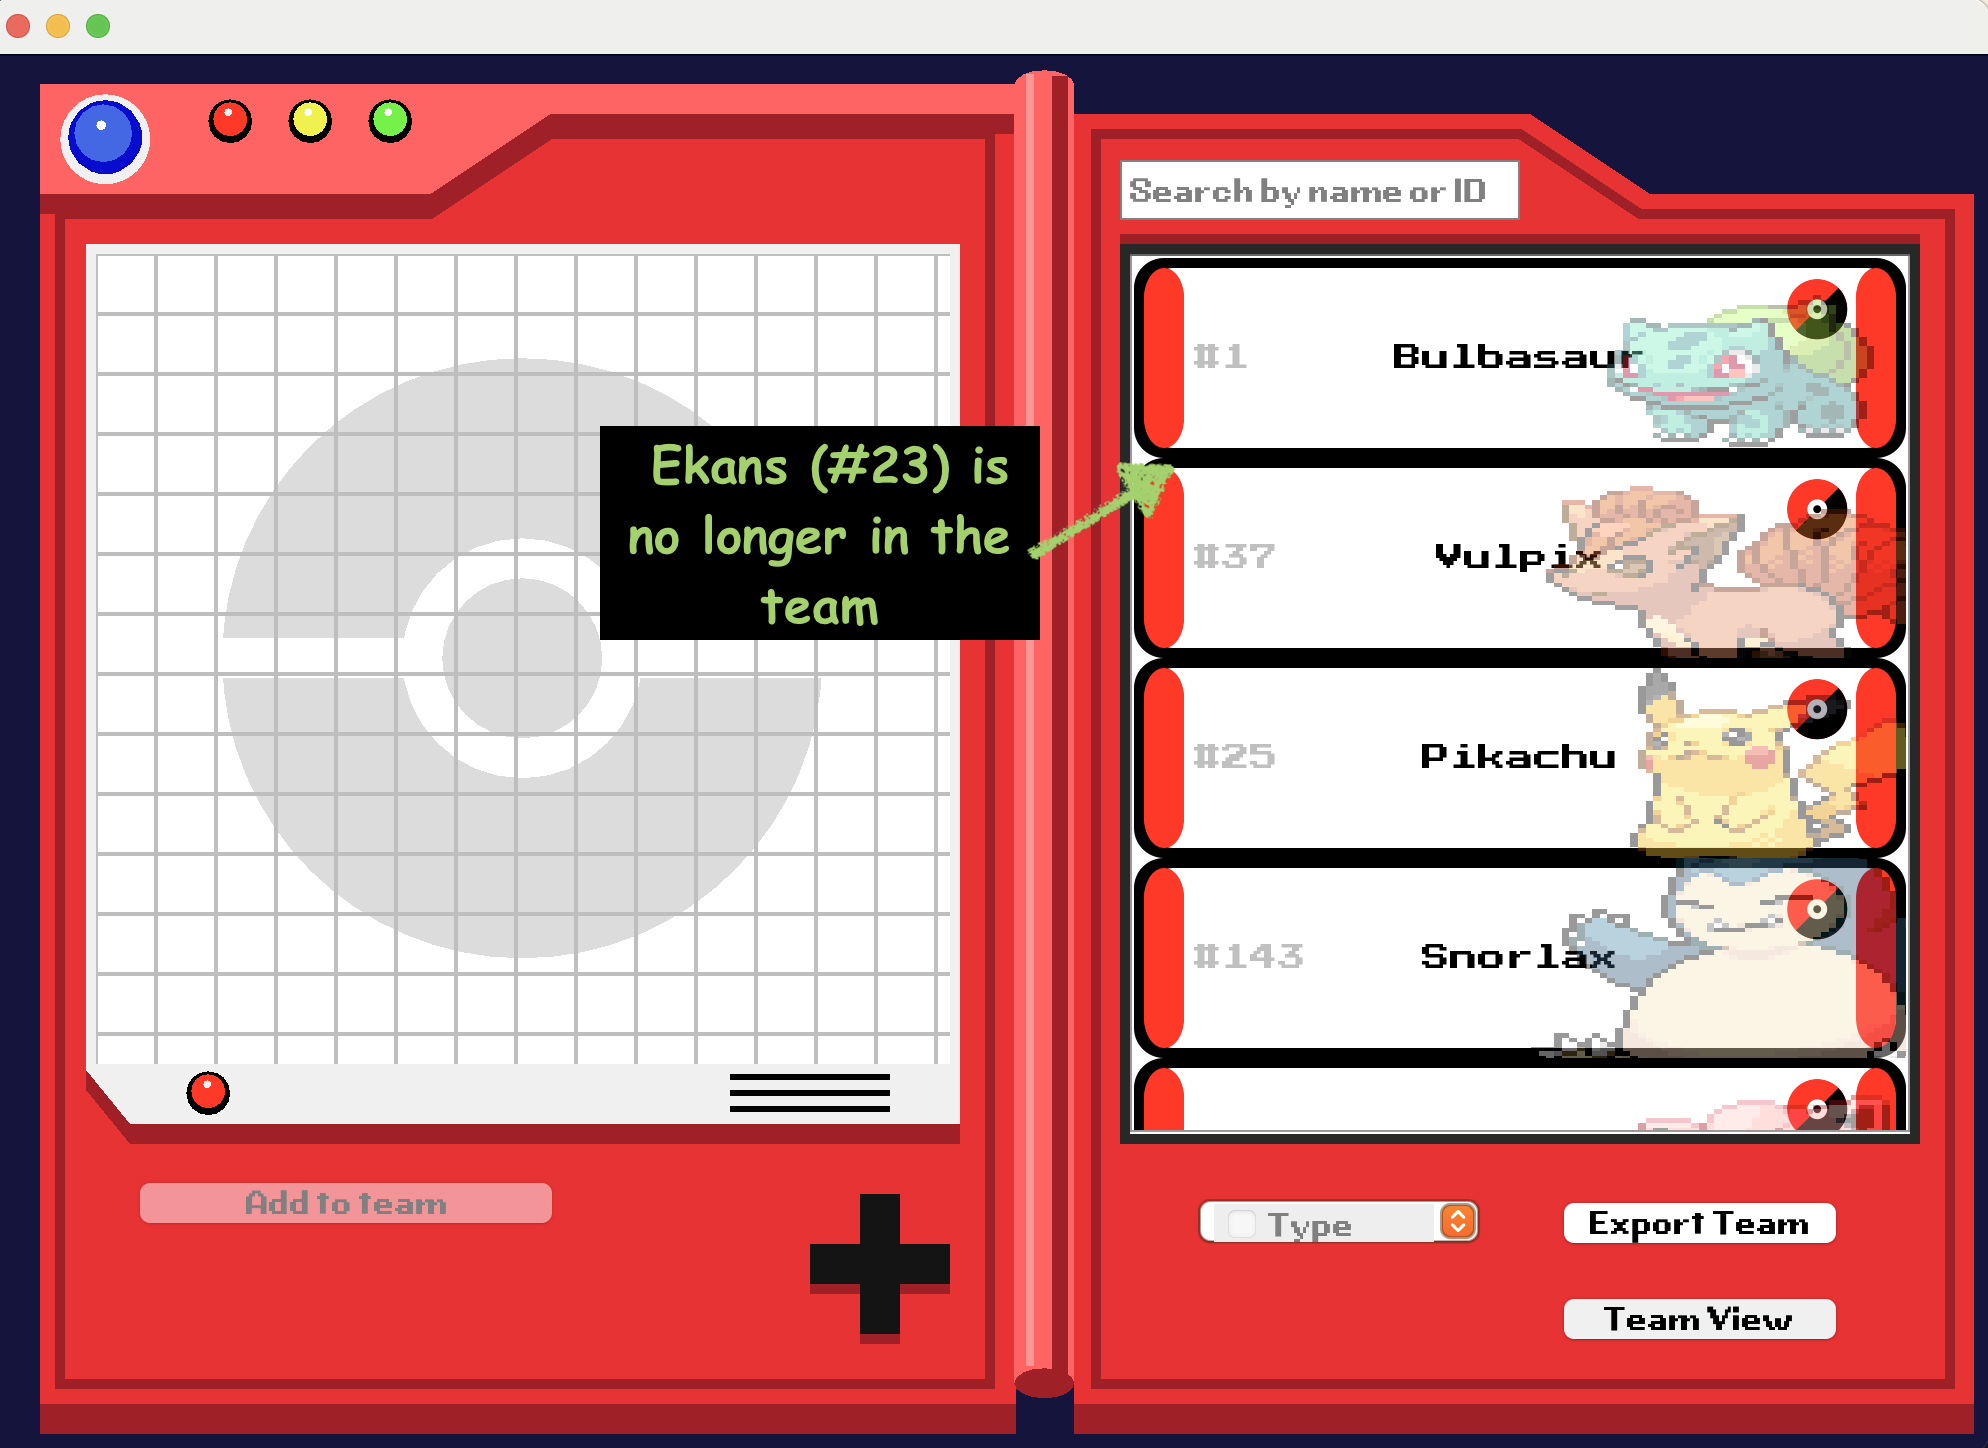 Search by name or ID
#1 Bulbasaur
Ekans (#23) is
no longer in the
team
#37 Vulpix
#25 Pikachu
#143 Snorlax
Add to team
Type
Export Team
Team View